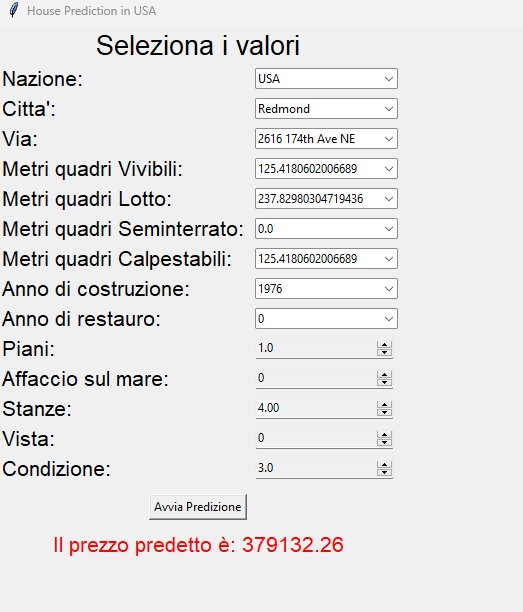 House Prediction in USA
Seleziona i valori
Nazione: USA
Citta': Redmond
Via: 2616 174th Ave NE
Metri quadri Vivibili: 125.4180602006689
Metri quadri Lotto: 237.82980304719436
Metri quadri Seminterrato: 0.0
Metri quadri Calpestabili: 125.4180602006689
Anno di costruzione: 1976
Anno di restauro: 0
Piani: 1.0
Affaccio sul mare: 0
Stanze: 4.00
Vista: 0
Condizione: 3.0
Avvia Predizione
Il prezzo predetto è: 379132.26